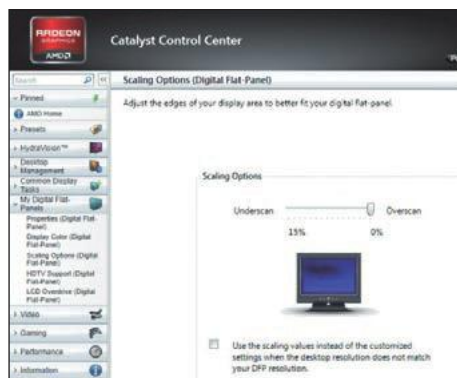 RADEON
GRAPHICS
AMD
Catalyst Control Center
Search
Scaling Options (Digital Flat-Panel)
Pinned
AMD Home
Presets
HydraVision™
Desktop
Management
Common Display
Tasks
My Digital Flat-
Panels
Properties (Digital Flat-
Panel)
Display Color (Digital
Flat-Panel)
Scaling Options (Digital
Flat-Panel)
HDTV Support (Digital
Flat-Panel)
LCD Overdrive (Digital
Flat-Panel)
Video
Gaming
Performance
Information
Adjust the edges of your display area to better fit your digital flat-panel.
Scaling Options
Underscan Overscan
15% 0%
Use the scaling values instead of the customized
settings when the desktop resolution does not match
your DFP resolution.